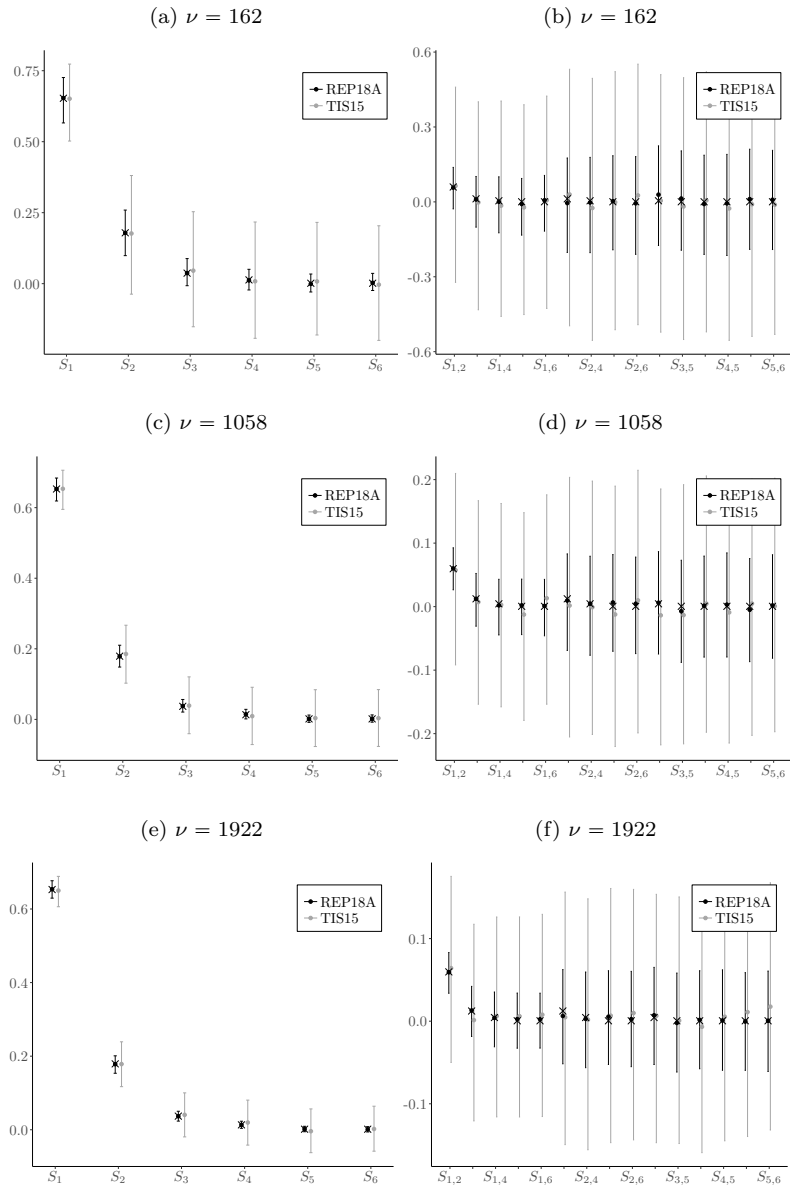 (a) ν = 162
0.75
0.50
0.25
0.00
REP18A
TIS15
S1 S2 S3 S4 S5 S6
(b) ν = 162
0.6
0.3
0.0
-0.3
-0.6
REP18A
TIS15
S1,2 S1,4 S1,6 S2,4 S2,6 S3,5 S4,5 S5,6
(c) ν = 1058
0.6
0.4
0.2
0.0
REP18A
TIS15
S1 S2 S3 S4 S5 S6
(d) ν = 1058
0.2
0.1
0.0
-0.1
-0.2
REP18A
TIS15
S1,2 S1,4 S1,6 S2,4 S2,6 S3,5 S4,5 S5,6
(e) ν = 1922
0.6
0.4
0.2
0.0
REP18A
TIS15
S1 S2 S3 S4 S5 S6
(f) ν = 1922
0.1
0.0
-0.1
REP18A
TIS15
S1,2 S1,4 S1,6 S2,4 S2,6 S3,5 S4,5 S5,6